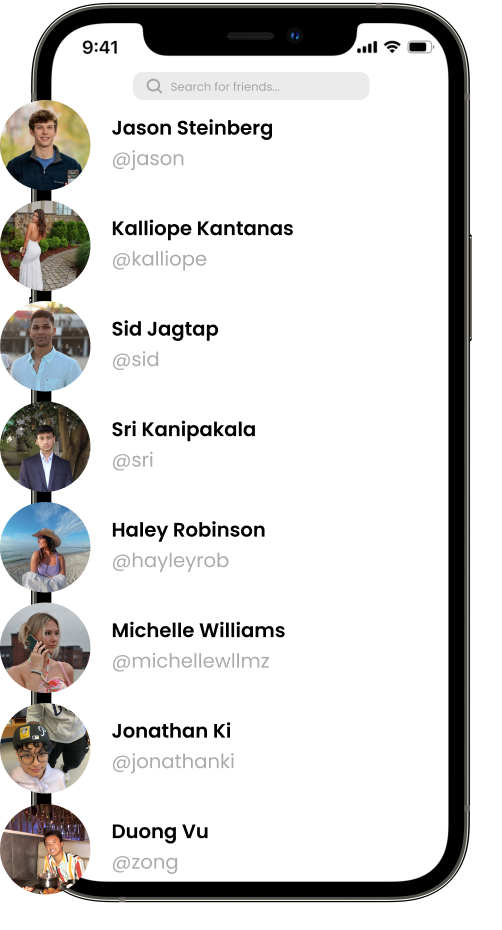 9:41
Search for friends...
Jason Steinberg
@jason
Kalliope Kantanas
@kalliope
Sid Jagtap
@sid
Sri Kanipakala
@sri
Haley Robinson
@hayleyrob
Michelle Williams
@michellewllmz
Jonathan Ki
@jonathanki
Duong Vu
@zong